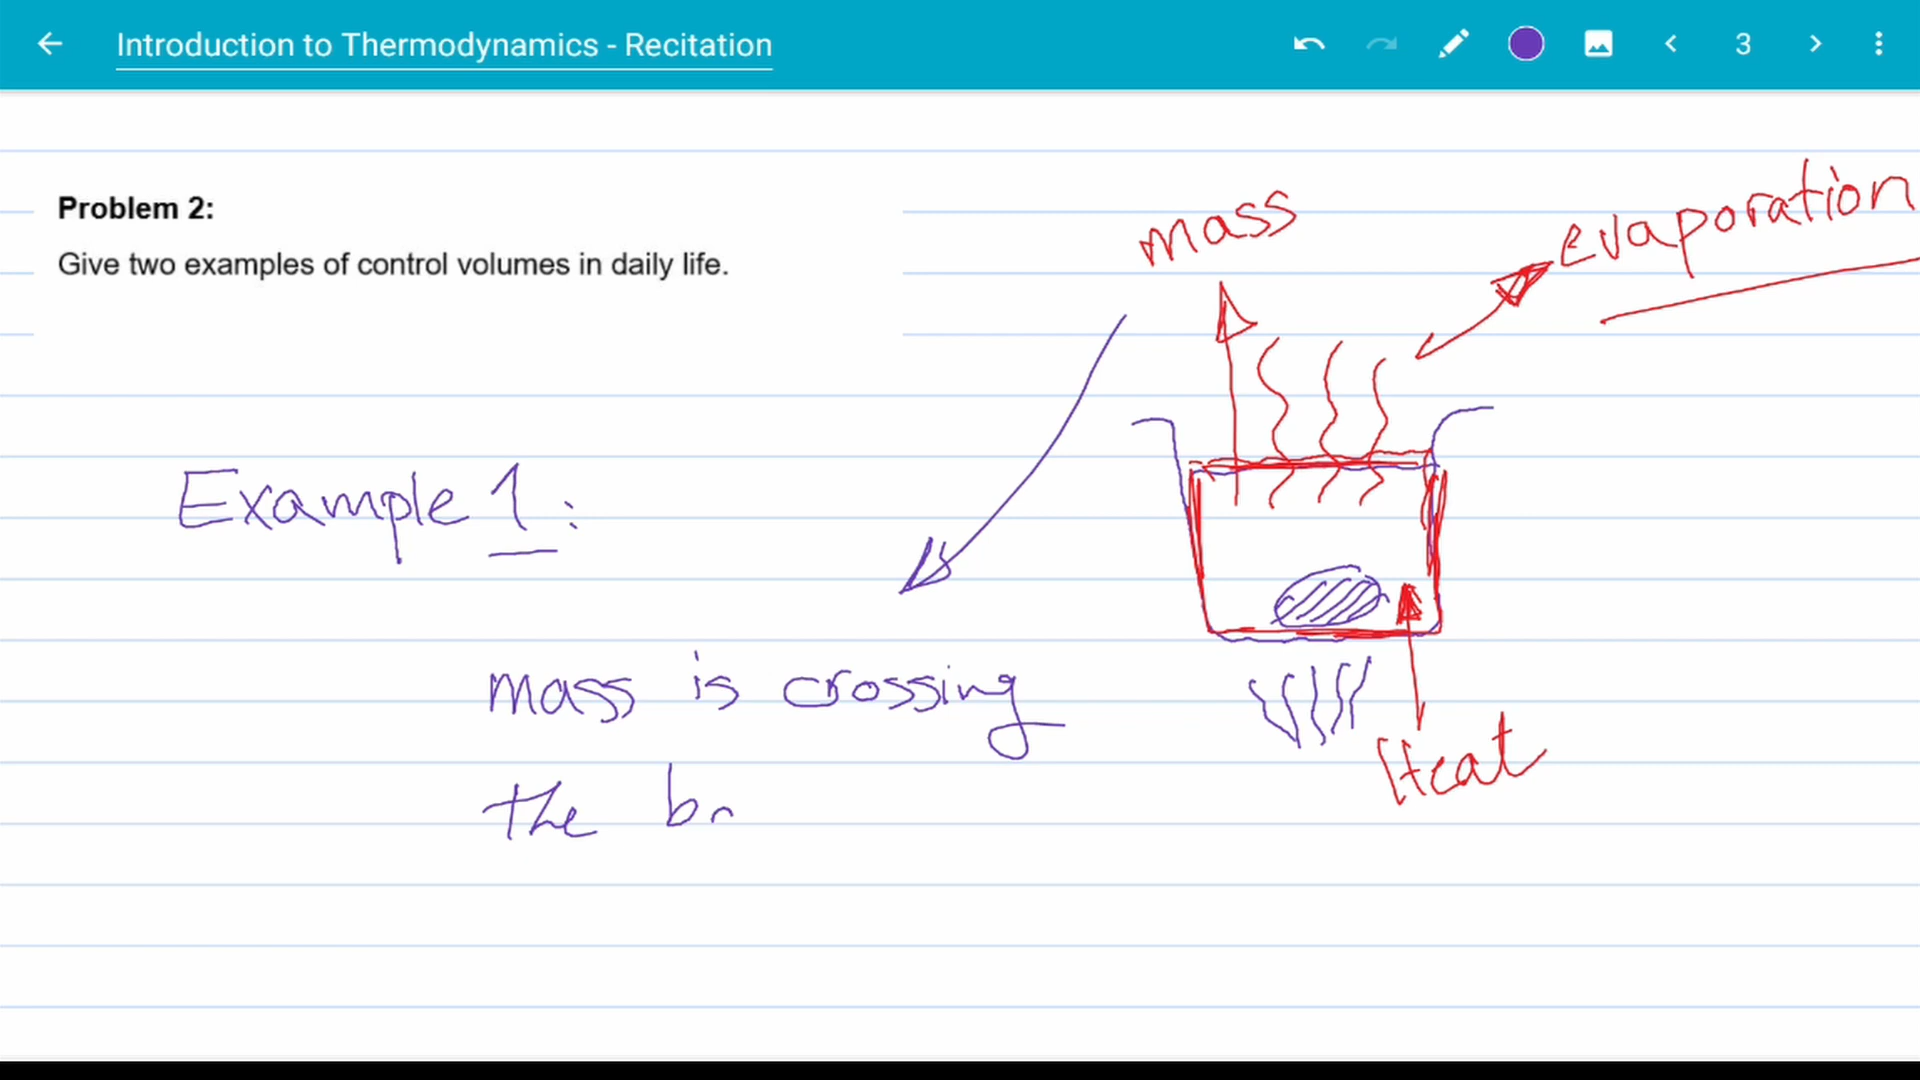 Introduction to Thermodynamics - Recitation
3
Problem 2:
Give two examples of control volumes in daily life.
mass
evaporation
Example 1:
mass is crossing
the b
Heat